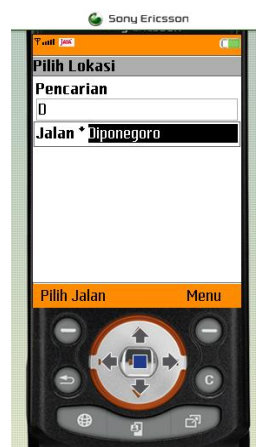 Sony Ericsson
Pilih Lokasi
Pencarian
D
Jalan * Diponegoro
Pilih Jalan Menu
C